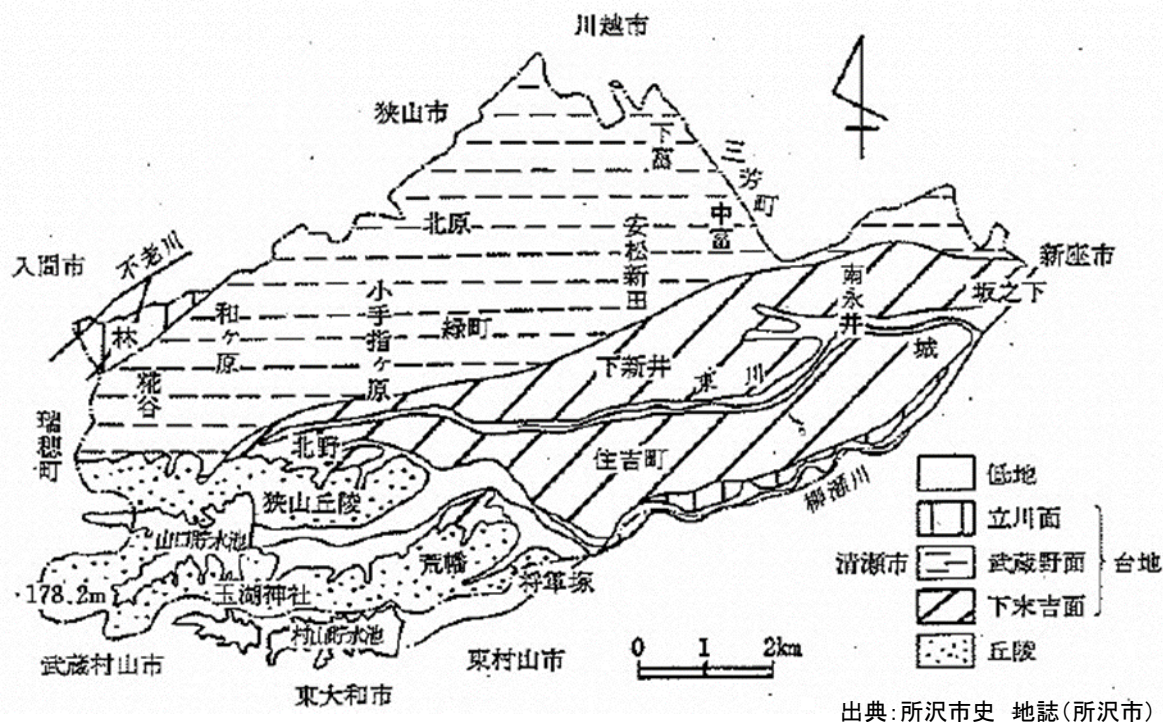 川越市
狭山市
下富
三芳町
中富
北原
安松新田
入間市
不老川
新座市
南永井
坂之下
小手指ヶ原
和ヶ原
緑町
林
城
下新井
東川
糀谷
瑞穂町
北野
住吉町
柳瀬川
狭山丘陵
山口貯水池
荒幡
将軍塚
・178.2m
玉湖神社
村山貯水池
武蔵村山市
東村山市
東大和市
清瀬市
低地
立川面
武蔵野面
下末吉面
台地
丘陵
0 1 2km
出典:所沢市史 地誌(所沢市)